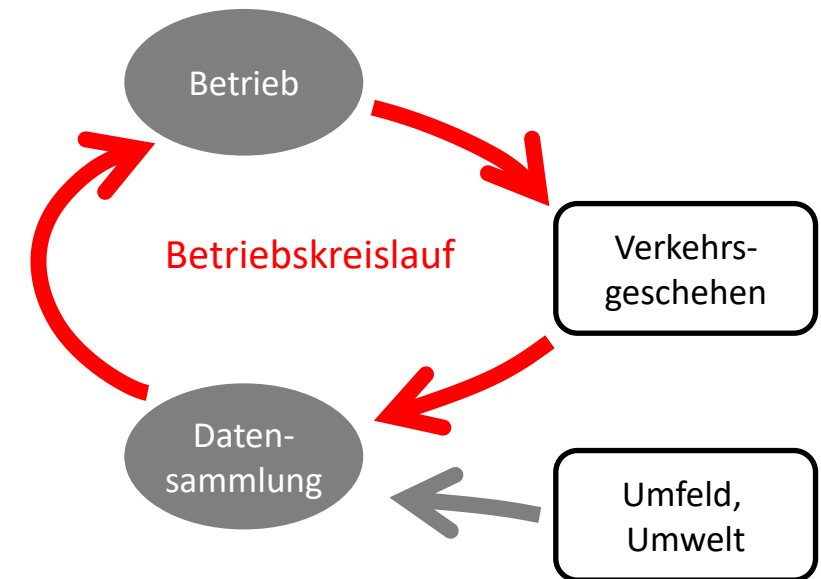 Betrieb
Betriebskreislauf
Verkehrs-
geschehen
Daten-
sammlung
Umfeld,
Umwelt